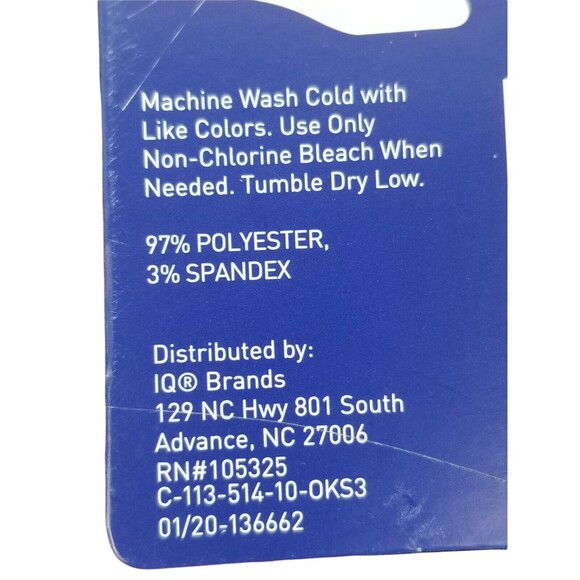 Machine Wash Cold with
Like Colors. Use Only
Non-Chlorine Bleach When
Needed. Tumble Dry Low.
97% POLYESTER,
3% SPANDEX
Distributed by:
IQ® Brands
129 NC Hwy 801 South
Advance, NC 27006
RN#105325
C-113-514-10-OKS3
01/20-136662